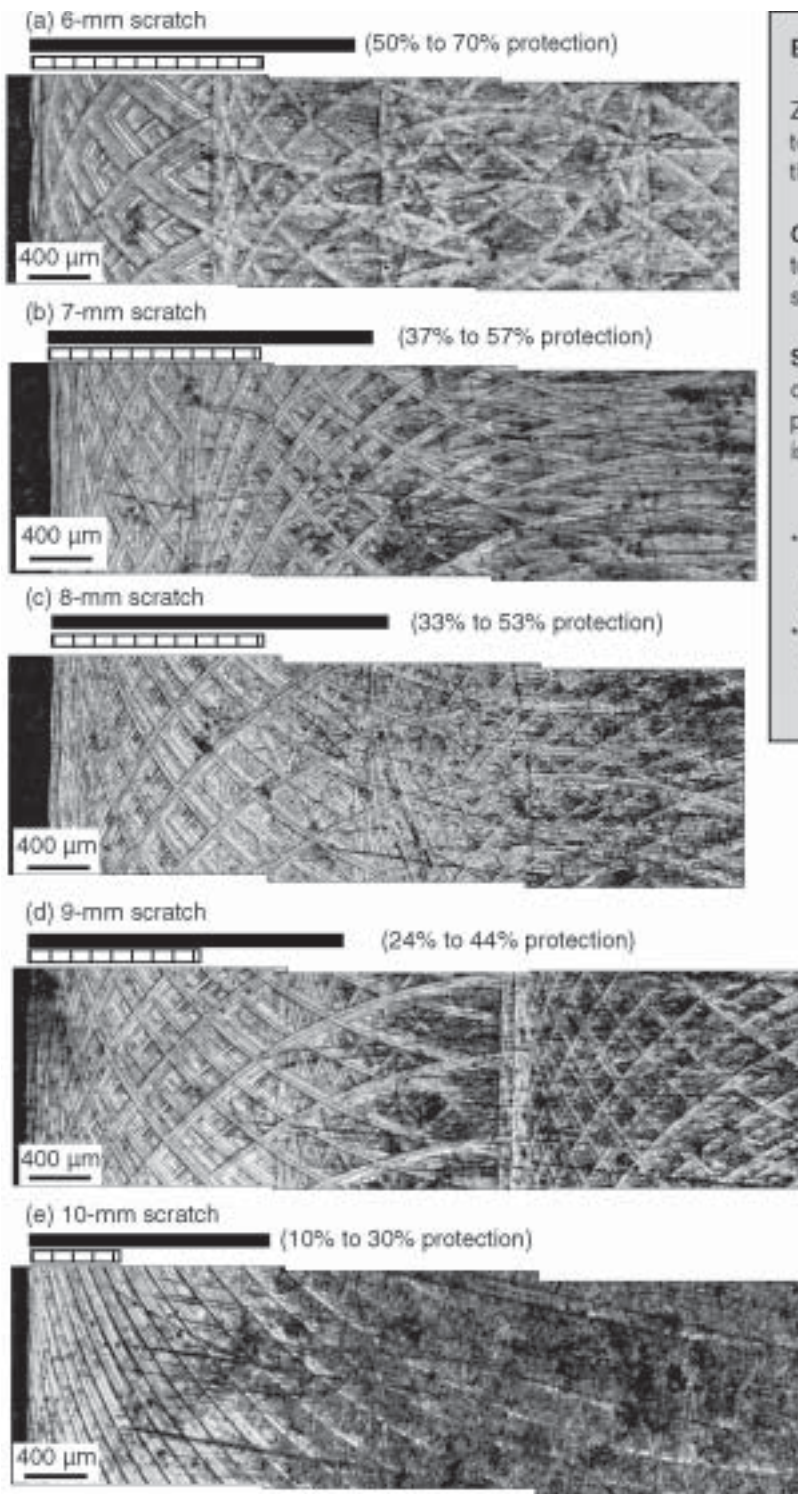 (a) 6-mm scratch
(50% to 70% protection)
400 µm
(b) 7-mm scratch
(37% to 57% protection)
400 µm
(c) 8-mm scratch
(33% to 53% protection)
400 µm
(d) 9-mm scratch
(24% to 44% protection)
400 µm
(e) 10-mm scratch
(10% to 30% protection)
400 µm